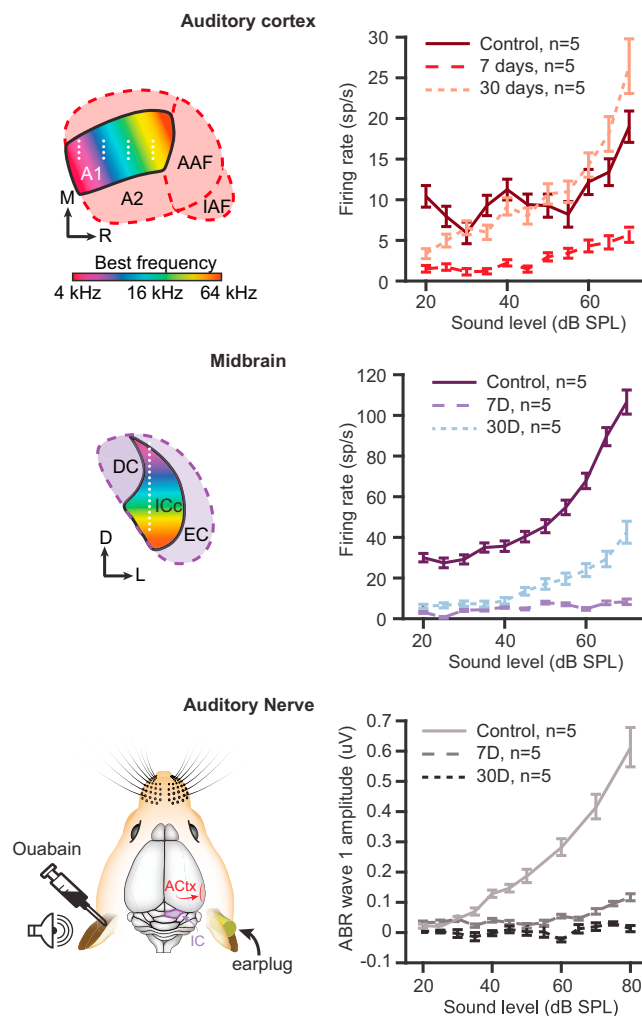 Auditory cortex
A1
A2
AAF
IAF
M
R
Best frequency
4 kHz 16 kHz 64 kHz
Firing rate (sp/s)
30
25
20
15
10
5
0
Control, n=5
7 days, n=5
30 days, n=5
20 40 60
Sound level (dB SPL)
Midbrain
DC
ICc
EC
D
L
Firing rate (sp/s)
120
100
80
60
40
20
0
Control, n=5
7D, n=5
30D, n=5
20 40 60
Sound level (dB SPL)
Auditory Nerve
Ouabain
ACtx
IC
earplug
ABR wave 1 amplitude (uV)
0.7
0.6
0.5
0.4
0.3
0.2
0.1
0
-0.1
Control, n=5
7D, n=5
30D, n=5
20 40 60 80
Sound level (dB SPL)